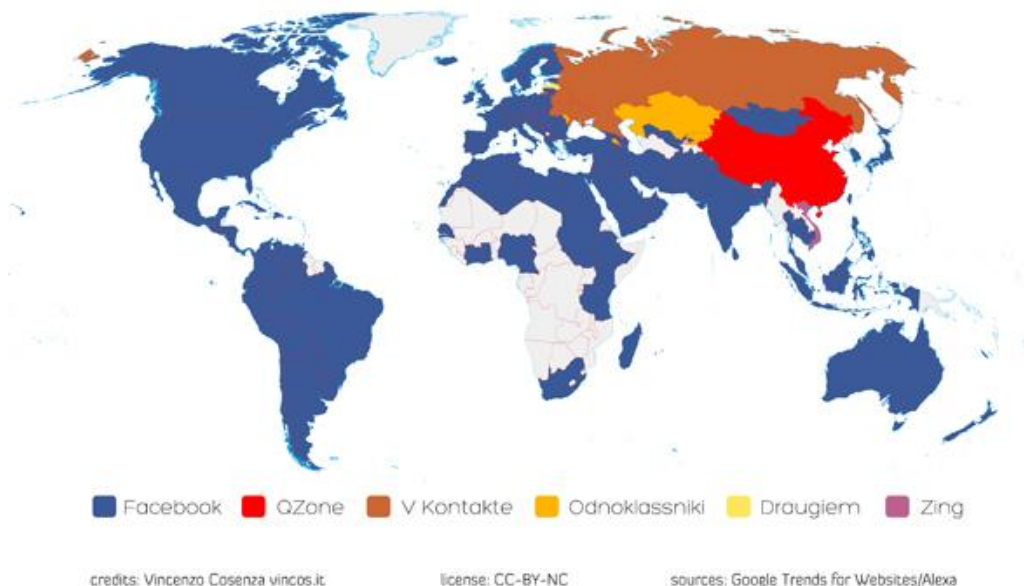 Facebook QZone V Kontakte Odnoklassniki Draugiem Zing
credits: Vincenzo Cosenza vincos.it license: CC-BY-NC sources: Google Trends for Websites/Alexa